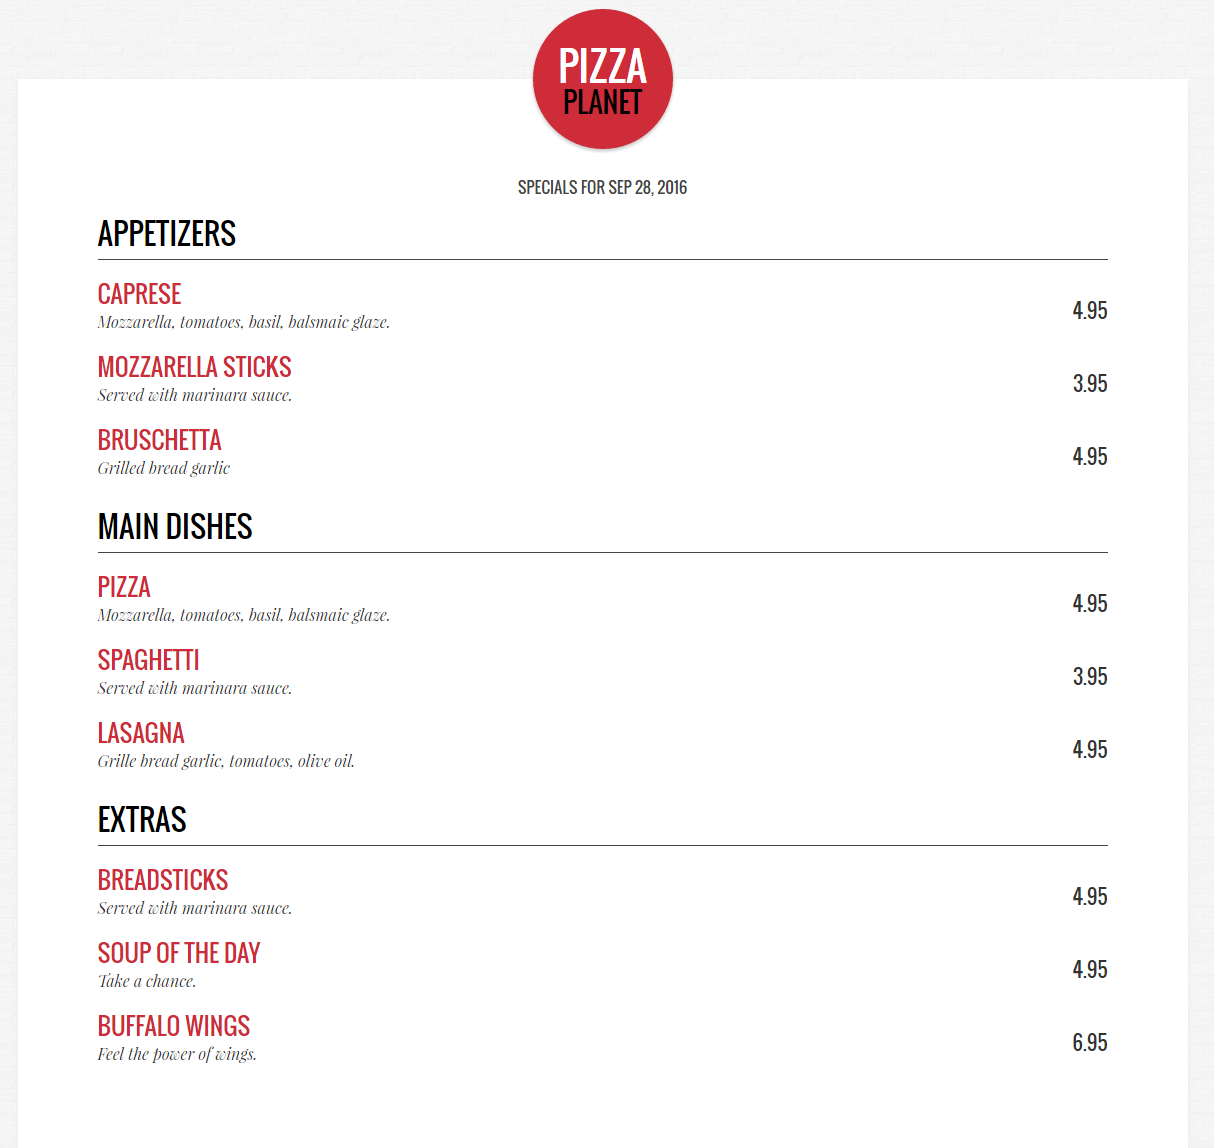 PIZZA
PLANET
SPECIALS FOR SEP 28, 2016
APPETIZERS
CAPRESE
Mozzarella, tomatoes, basil, balsmaic glaze.
4.95
MOZZARELLA STICKS
Served with marinara sauce.
3.95
BRUSCHETTA
Grilled bread garlic
4.95
MAIN DISHES
PIZZA
Mozzarella, tomatoes, basil, balsmaic glaze.
4.95
SPAGHETTI
Served with marinara sauce.
3.95
LASAGNA
Grille bread garlic, tomatoes, olive oil.
4.95
EXTRAS
BREADSTICKS
Served with marinara sauce.
4.95
SOUP OF THE DAY
Take a chance.
4.95
BUFFALO WINGS
Feel the power of wings.
6.95